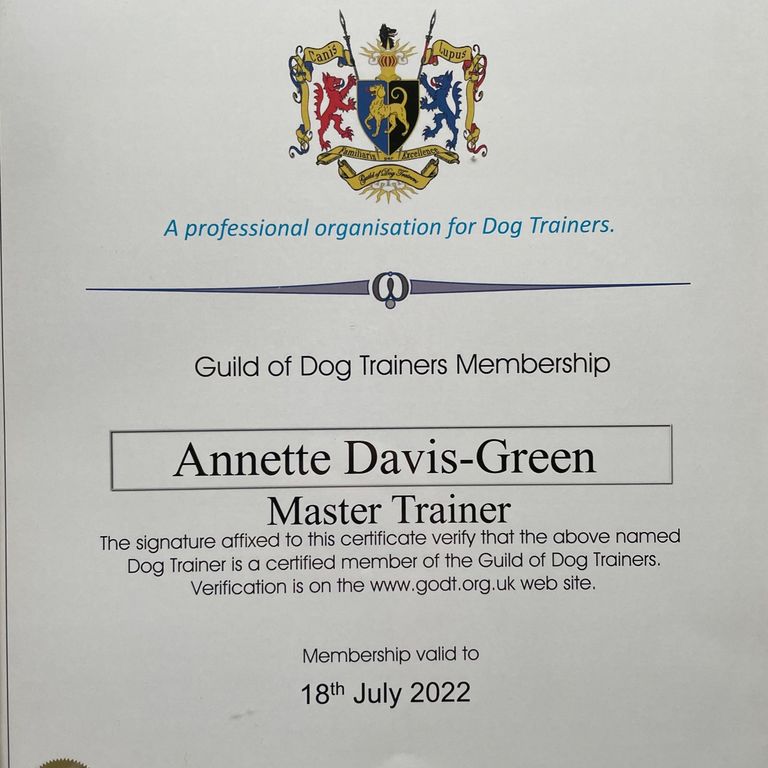 Canis Lupus
Familiaris per Excellence
Guild of Dog Trainers
A professional organisation for Dog Trainers.
Guild of Dog Trainers Membership
Annette Davis-Green
Master Trainer
The signature affixed to this certificate verify that the above named
Dog Trainer is a certified member of the Guild of Dog Trainers.
Verification is on the www.godt.org.uk web site.
Membership valid to
18th July 2022